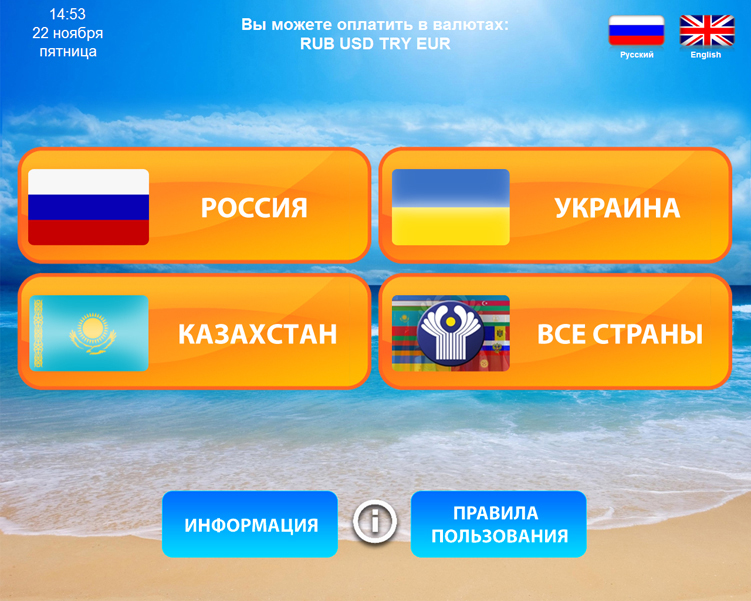 14:53
22 ноября
пятница
Вы можете оплатить в валютах:
RUB USD TRY EUR
Русский
English
РОССИЯ
УКРАИНА
КАЗАХСТАН
ВСЕ СТРАНЫ
ИНФОРМАЦИЯ
i
ПРАВИЛА
ПОЛЬЗОВАНИЯ